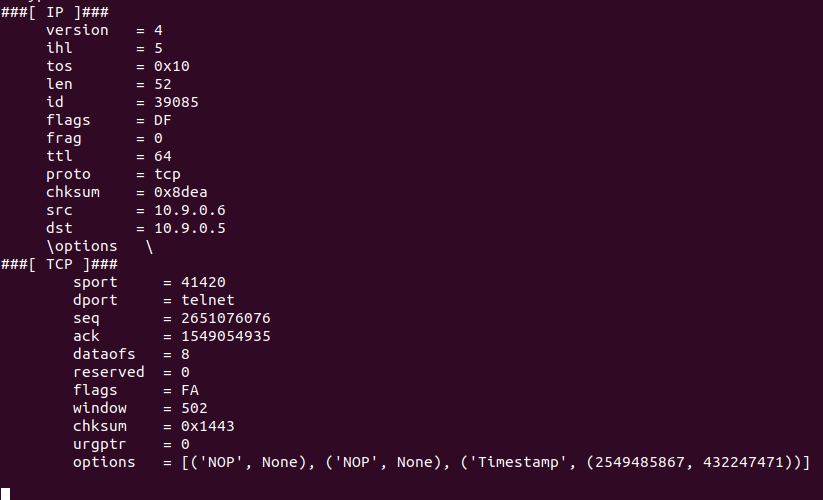 ###[ IP ]###
     version   = 4
     ihl       = 5
     tos       = 0x10
     len       = 52
     id        = 39085
     flags     = DF
     frag      = 0
     ttl       = 64
     proto     = tcp
     chksum    = 0x8dea
     src       = 10.9.0.6
     dst       = 10.9.0.5
     \options   \
###[ TCP ]###
        sport     = 41420
        dport     = telnet
        seq       = 2651076076
        ack       = 1549054935
        dataofs   = 8
        reserved  = 0
        flags     = FA
        window    = 502
        chksum    = 0x1443
        urgptr    = 0
        options   = [('NOP', None), ('NOP', None), ('Timestamp', (2549485867, 432247471))]